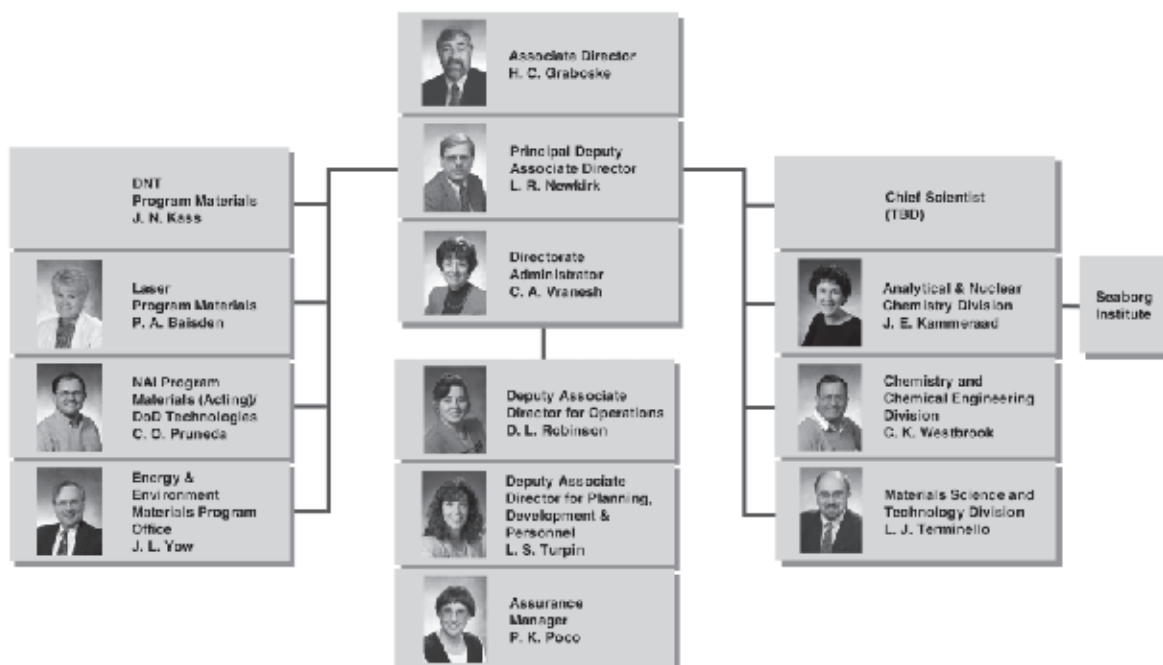 Associate Director
H. C. Graboske
Principal Deputy
Associate Director
L. R. Newkirk
Directorate
Administrator
C. A. Vranesh
DNT
Program Materials
J. N. Kass
Laser
Program Materials
P. A. Baisden
NAI Program
Materials (Acting)/
DoD Technologies
C. O. Pruneda
Energy &
Environment
Materials Program
Office
J. L. Yow
Deputy Associate
Director for Operations
D. L. Robinson
Deputy Associate
Director for Planning,
Development &
Personnel
L. S. Turpin
Assurance
Manager
P. K. Poco
Chief Scientist
(TBD)
Analytical & Nuclear
Chemistry Division
J. E. Kammeraad
Chemistry and
Chemical Engineering
Division
C. K. Westbrook
Materials Science and
Technology Division
L. J. Terminello
Seaborg
Institute